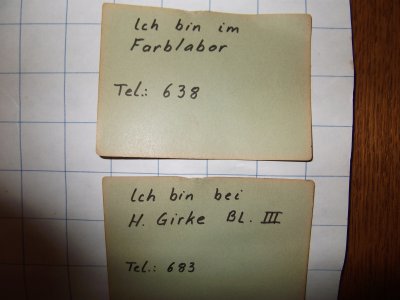 Ich bin im
Farblabor
Tel.: 638
Ich bin bei
H. Girke Bl. III
Tel.: 683